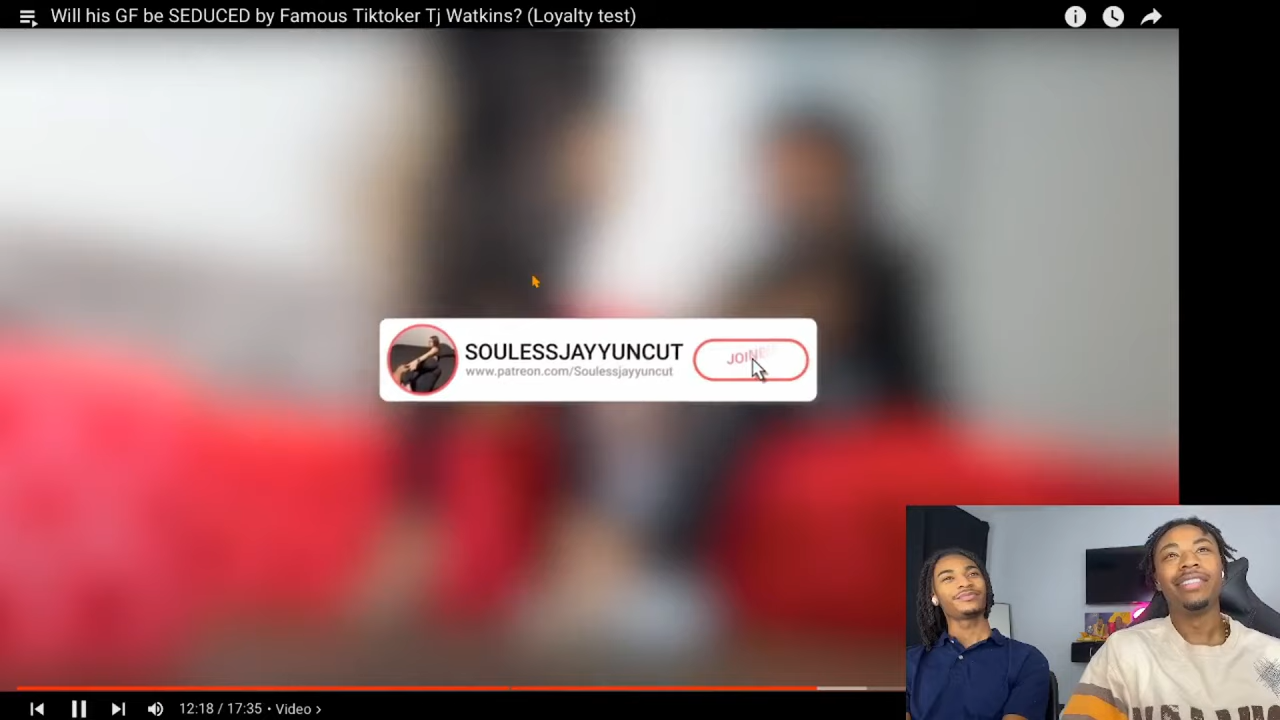 Will his GF be SEDUCED by Famous Tiktoker Tj Watkins? (Loyalty test)
SOULESSJAYYUNCUT
www.patreon.com/Soulessjayyuncut
12:18 / 17:35 • Video ›